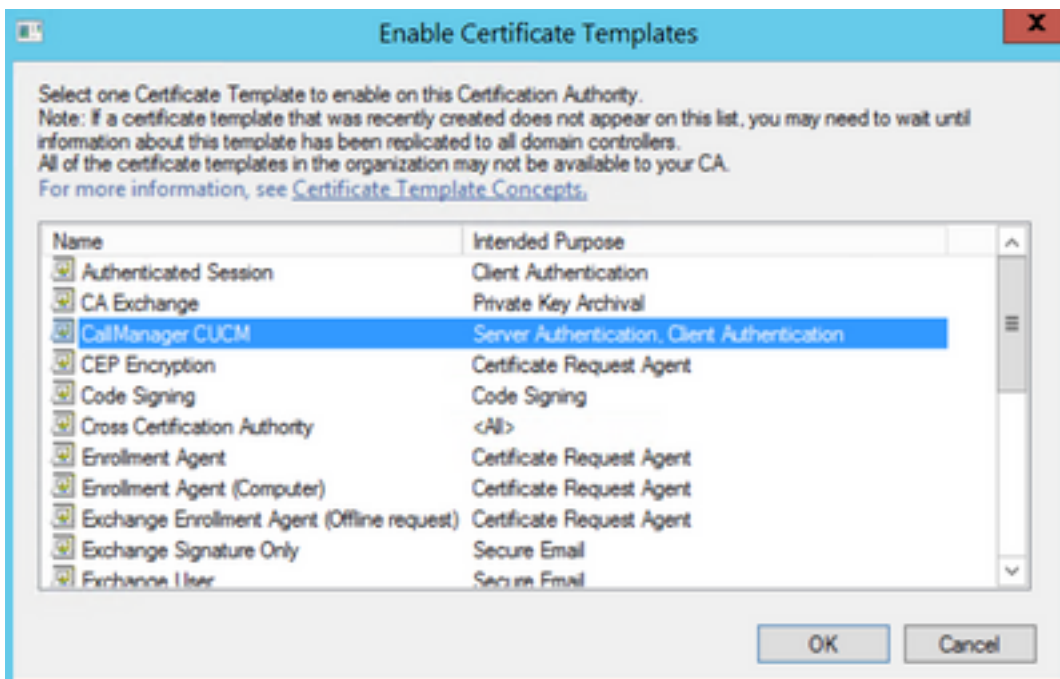 Enable Certificate Templates
X
Select one Certificate Template to enable on this Certification Authority.
Note: If a certificate template that was recently created does not appear on this list, you may need to wait until
information about this template has been replicated to all domain controllers.
All of the certificate templates in the organization may not be available to your CA.
For more information, see Certificate Template Concepts.
Name Intended Purpose
Authenticated Session Client Authentication
CA Exchange Private Key Archival
CallManager CUCM Server Authentication, Client Authentication
CEP Encryption Certificate Request Agent
Code Signing Code Signing
Cross Certification Authority <All>
Enrollment Agent Certificate Request Agent
Enrollment Agent (Computer) Certificate Request Agent
Exchange Enrollment Agent (Offline request) Certificate Request Agent
Exchange Signature Only Secure Email
Exchange User Secure Email
OK Cancel